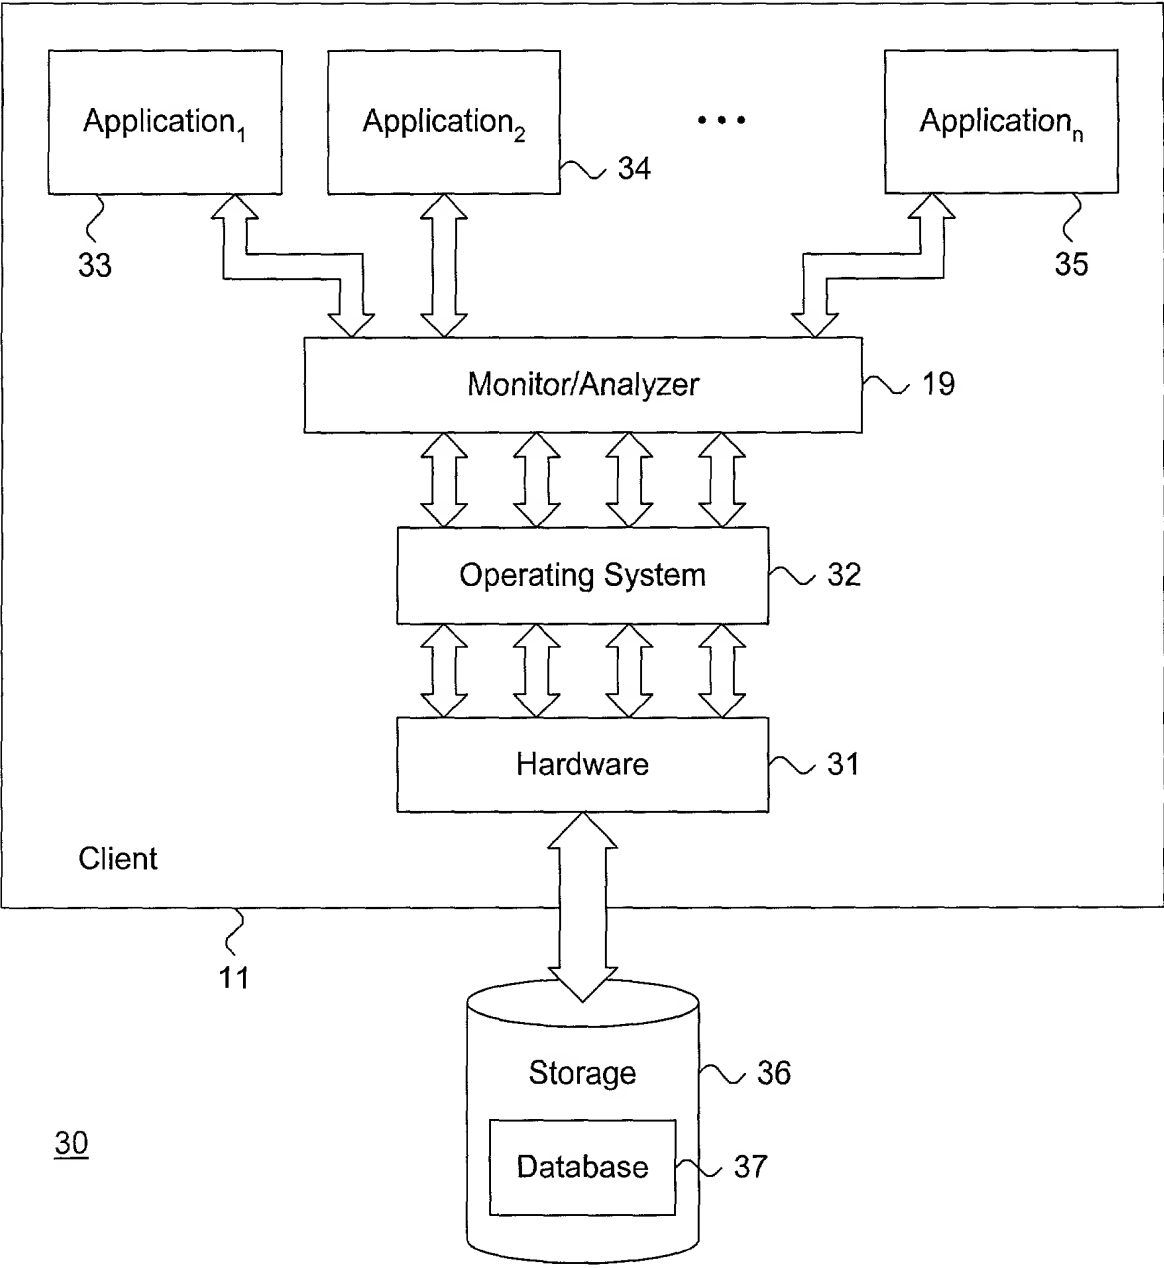 Application1
Application2
...
Applicationn
34
33
35
Monitor/Analyzer
19
Operating System
32
Hardware
31
Client
11
Storage
36
30
Database
37